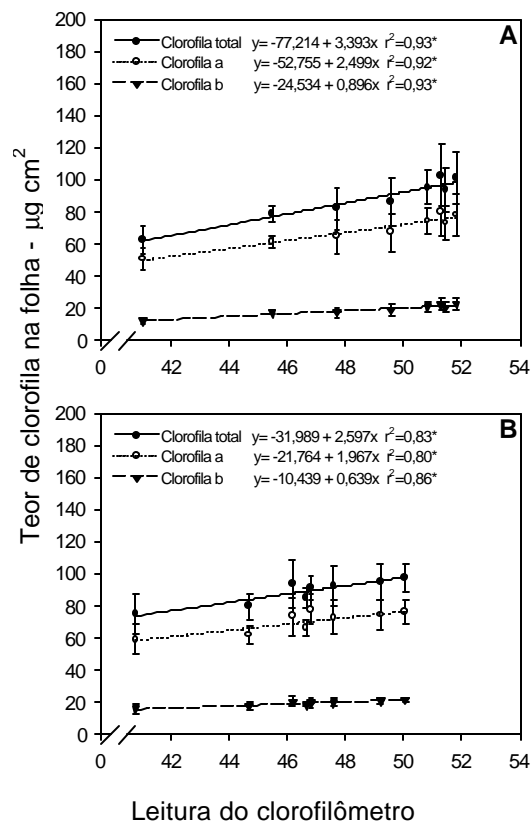 200
180
160
140
120
100
80
60
40
20
0
A
Clorofila total y= -77,214 + 3,393x r²=0,93*
Clorofila a y= -52,755 + 2,499x r²=0,92*
Clorofila b y= -24,534 + 0,896x r²=0,93*
0 42 44 46 48 50 52 54
Teor de clorofila na folha - µg cm²
200
180
160
140
120
100
80
60
40
20
0
B
Clorofila total y= -31,989 + 2,597x r²=0,83*
Clorofila a y= -21,764 + 1,967x r²=0,80*
Clorofila b y= -10,439 + 0,639x r²=0,86*
0 42 44 46 48 50 52 54
Leitura do clorofilômetro